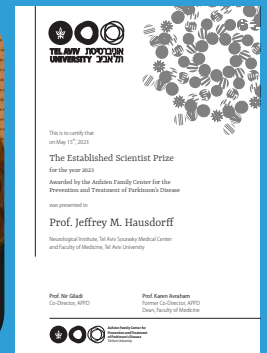 TEL AVIV אוניברסיטת
UNIVERSITY תל אביב
This is to certify that
on May 15th, 2023
The Established Scientist Prize
for the year 2023
Awarded by the Aufzien Family Center for the
Prevention and Treatment of Parkinson's Disease
was presented to
Prof. Jeffrey M. Hausdorff
Neurological Institute, Tel Aviv Sourasky Medical Center
and Faculty of Medicine, Tel Aviv University
Prof. Nir Giladi
Co-Director, APPD
Prof. Karen Avraham
Former Co-Director, APPD
Dean, Faculty of Medicine
Aufzien Family Center for
Prevention and Treatment
of Parkinson's Disease
Tel Aviv University